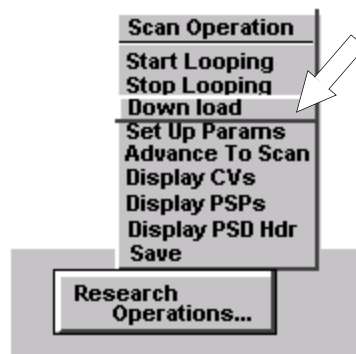 Scan Operation
Start Looping
Stop Looping
Down load
Set Up Params
Advance To Scan
Display CVs
Display PSPs
Display PSD Hdr
Save
Research
Operations...